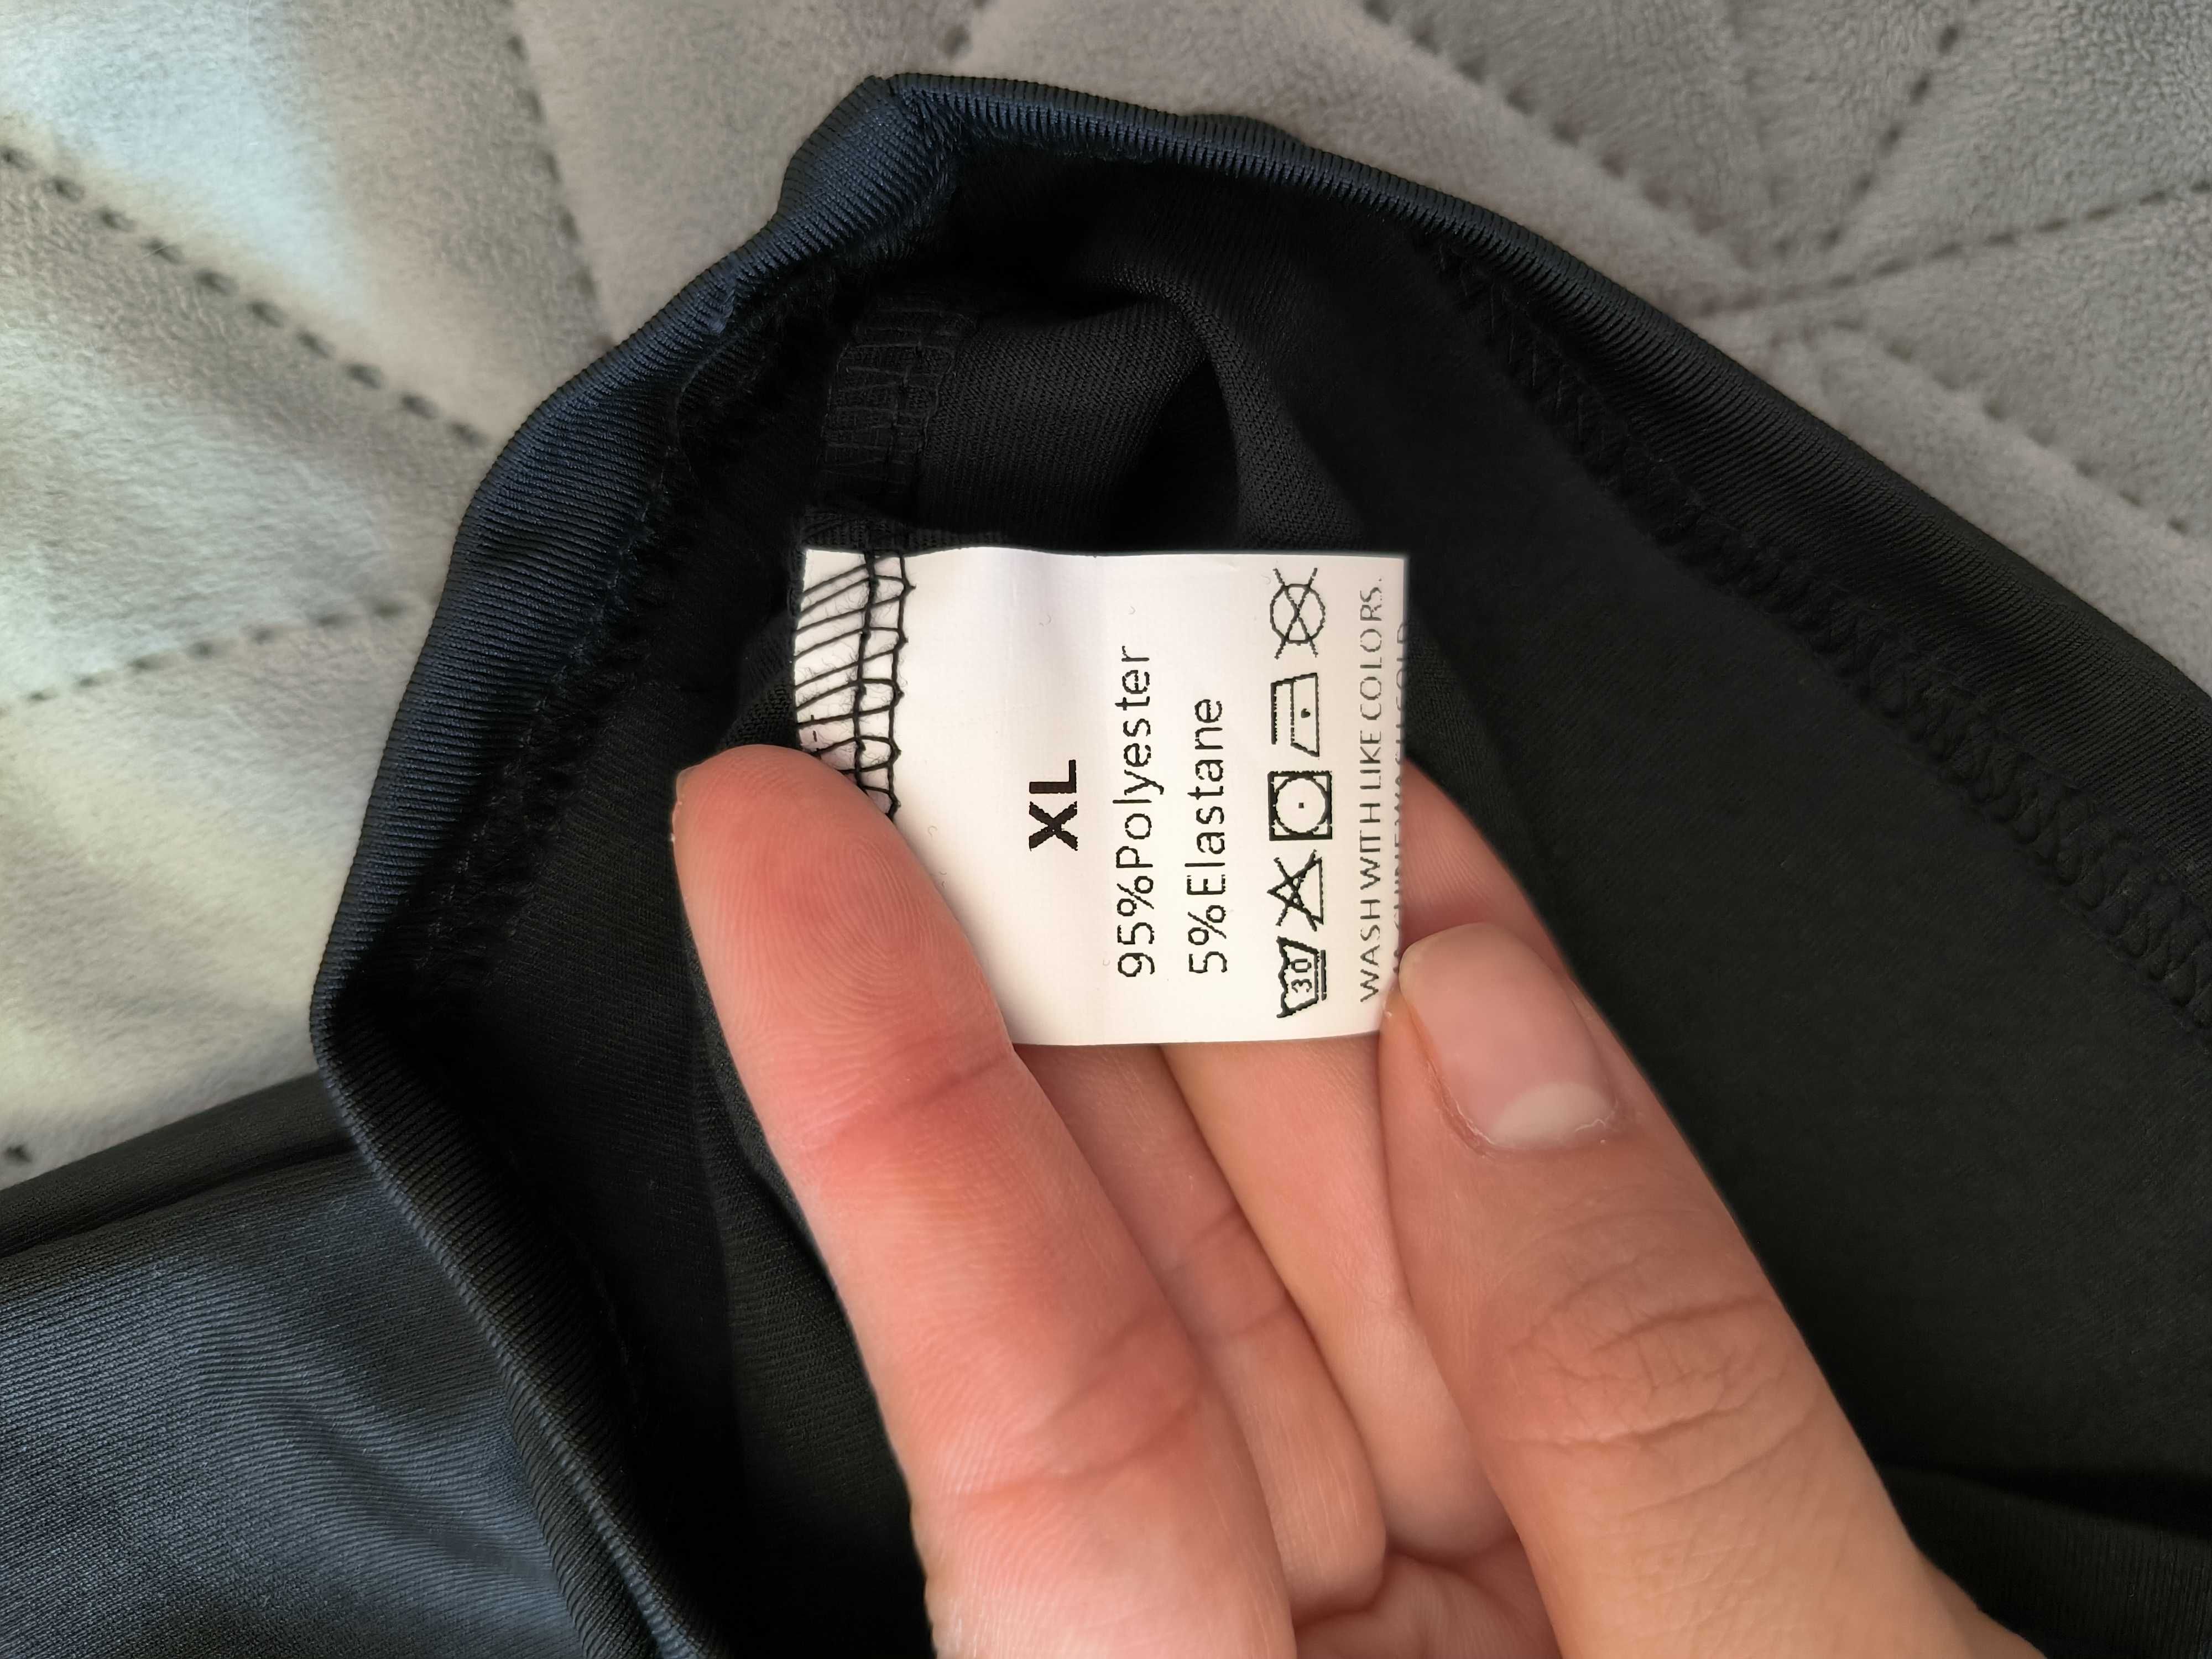 XL
95%Polyester
5%Elastane
30
WASH WITH LIKE COLORS.